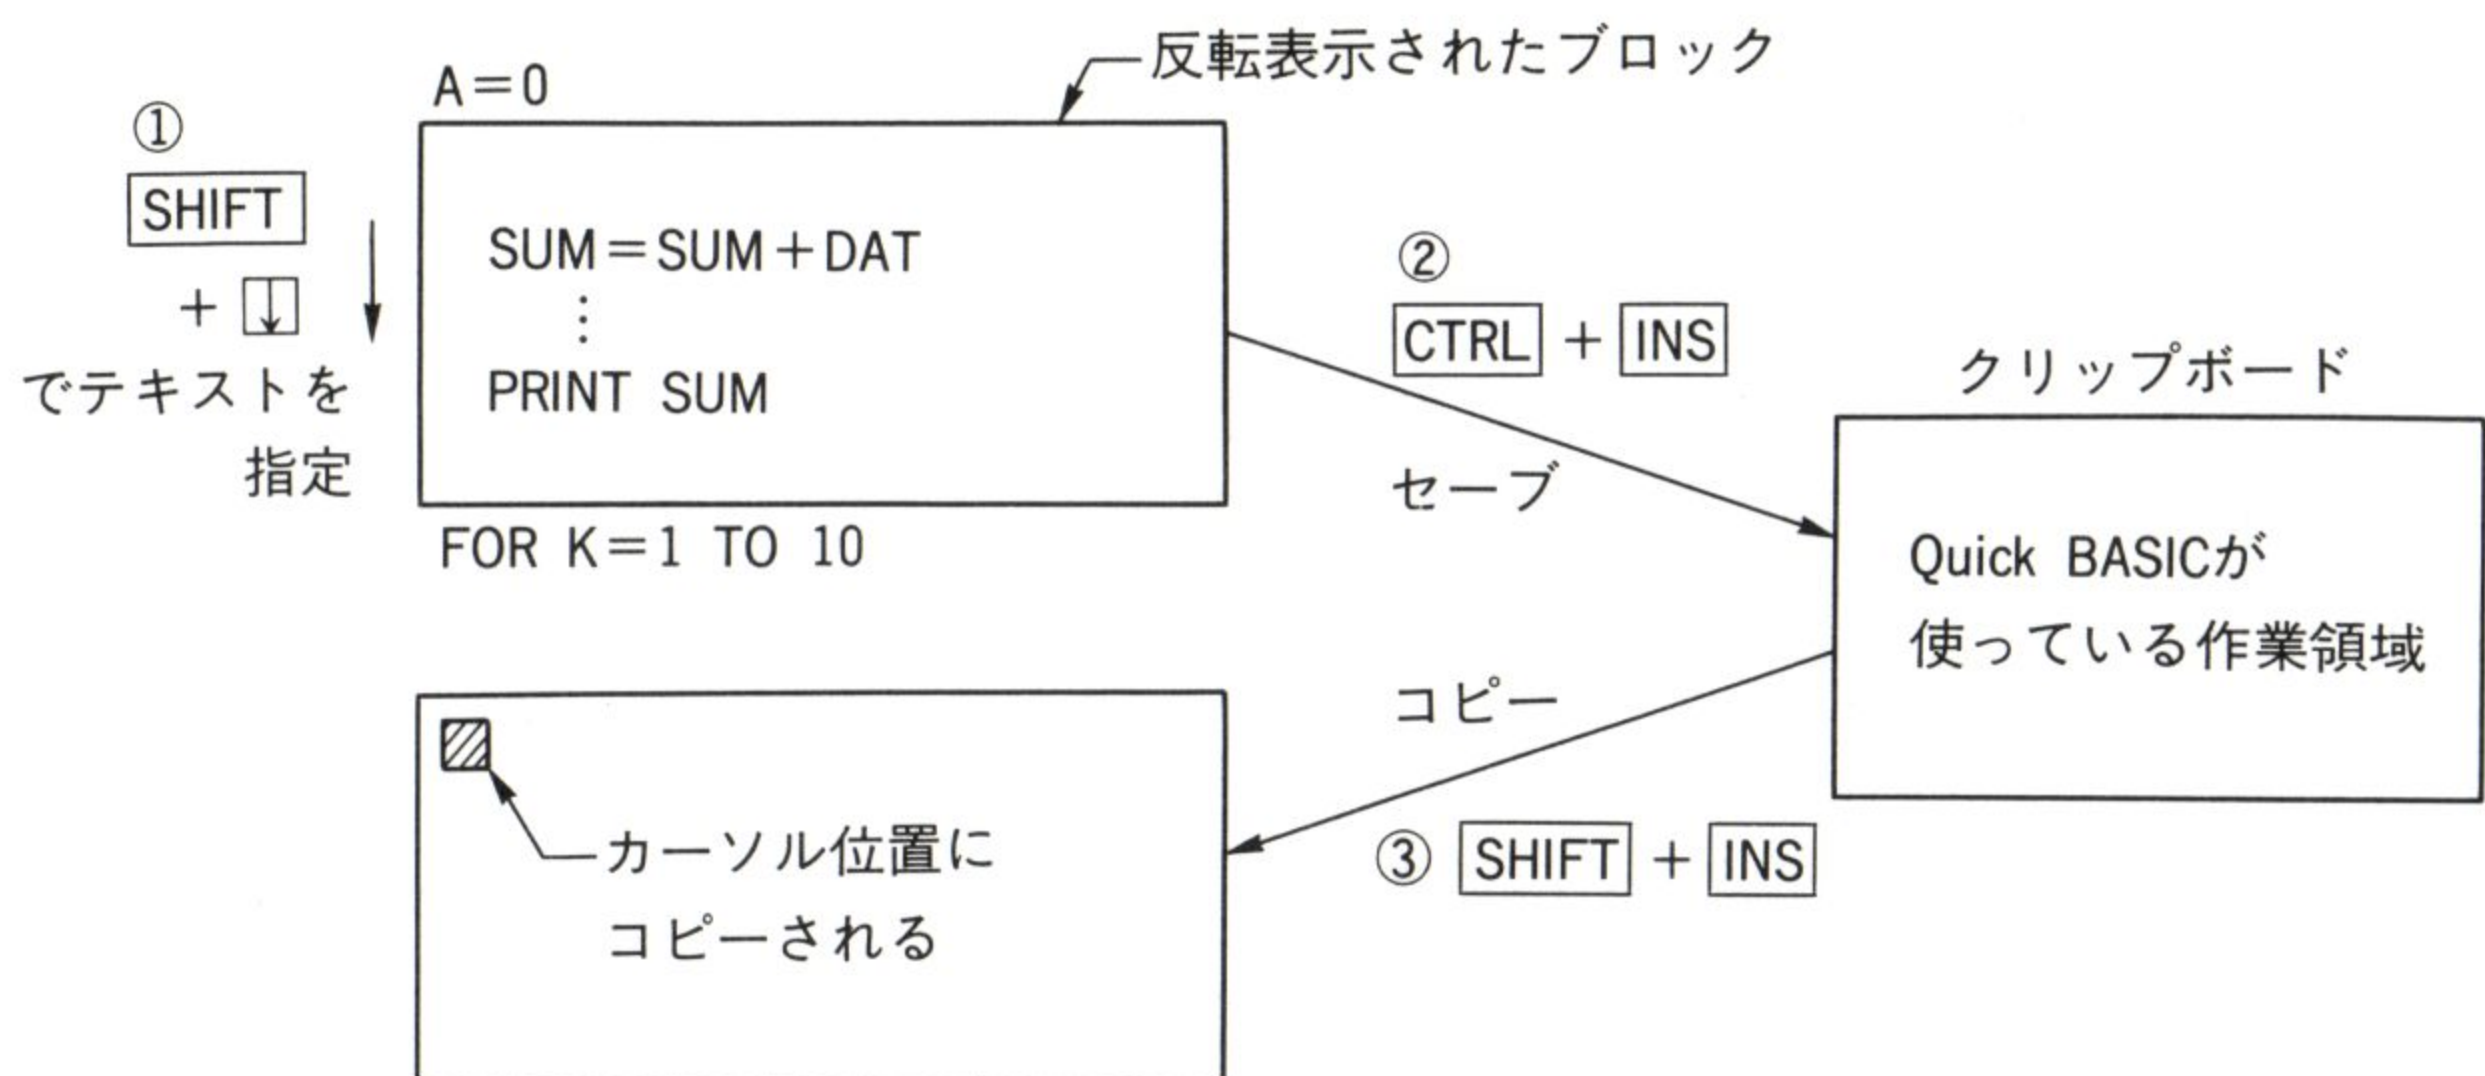 反転表示されたブロック
A=0
①
SHIFT
+ ↓
でテキストを
指定
SUM=SUM+DAT
⋮
PRINT SUM
FOR K=1 TO 10
②
CTRL + INS
セーブ
クリップボード
Quick BASICが
使っている作業領域
コピー
③ SHIFT + INS
カーソル位置に
コピーされる